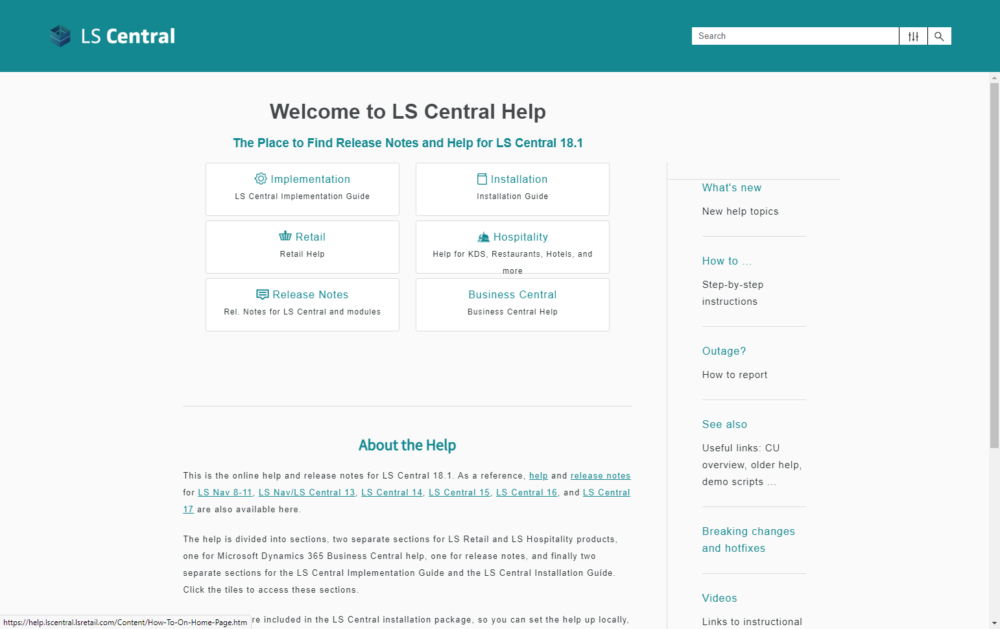 LS Central
Search
Welcome to LS Central Help
The Place to Find Release Notes and Help for LS Central 18.1
Implementation
LS Central Implementation Guide
Installation
Installation Guide
Retail
Retail Help
Hospitality
Help for KDS, Restaurants, Hotels, and
more
Release Notes
Rel. Notes for LS Central and modules
Business Central
Business Central Help
About the Help
This is the online help and release notes for LS Central 18.1. As a reference, help and release notes
for LS Nav 8-11, LS Nav/LS Central 13, LS Central 14, LS Central 15, LS Central 16, and LS Central
17 are also available here.
The help is divided into sections, two separate sections for LS Retail and LS Hospitality products,
one for Microsoft Dynamics 365 Business Central help, one for release notes, and finally two
separate sections for the LS Central Implementation Guide and the LS Central Installation Guide.
Click the tiles to access these sections.
re included in the LS Central installation package, so you can set the help up locally,
What's new
New help topics
How to ...
Step-by-step
instructions
Outage?
How to report
See also
Useful links: CU
overview, older help,
demo scripts ...
Breaking changes
and hotfixes
Videos
Links to instructional
https://help.lscentral.lsretail.com/Content/How-To-On-Home-Page.htm